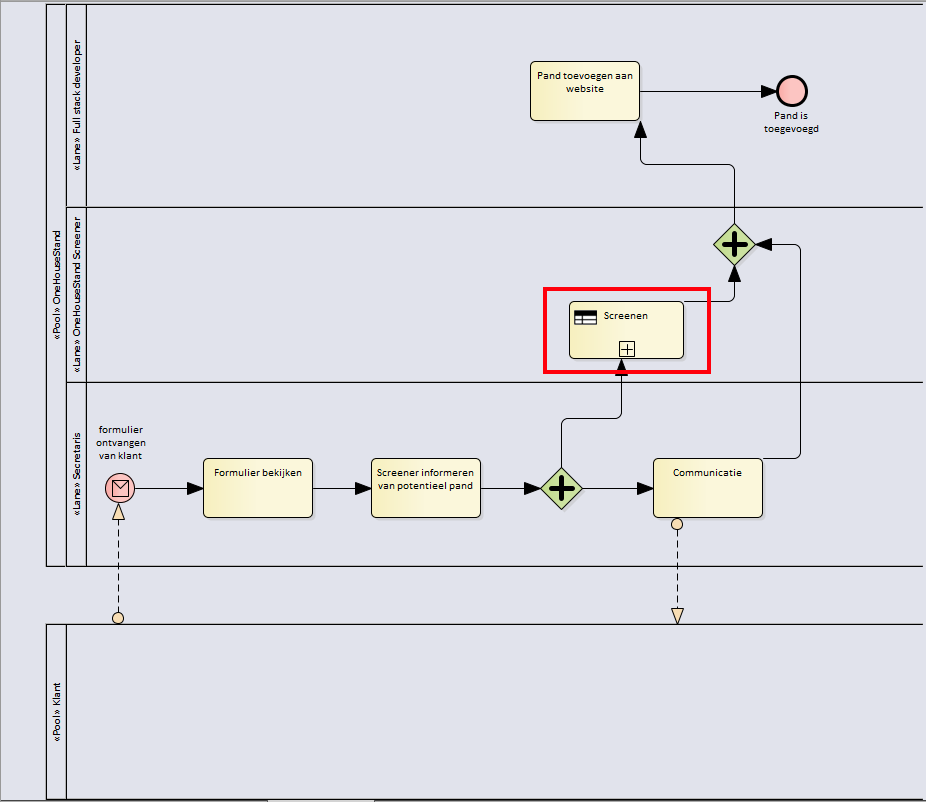 «Pool» OneHouseStand
«Lane» Full stack developer
Pand toevoegen aan
website
Pand is
toegevoegd
«Lane» OneHouseStand Screener
Screenen
«Lane» Secretaris
formulier
ontvangen
van klant
Formulier bekijken
Screener informeren
van potentieel pand
Communicatie
«Pool» Klant